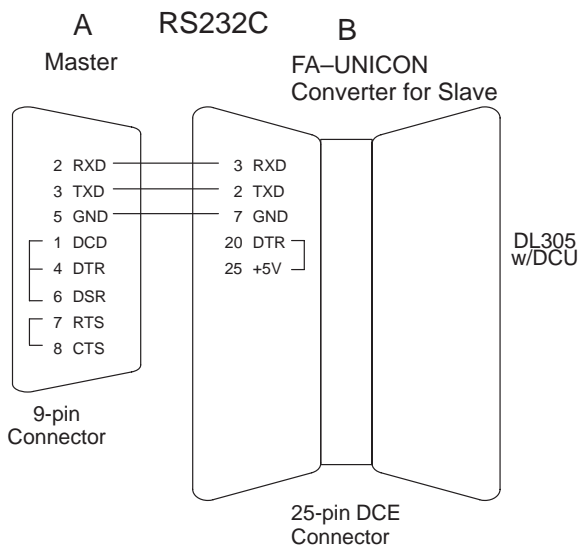 A
RS232C
B
Master
FA–UNICON
Converter for Slave
2 RXD
3 TXD
5 GND
1 DCD
4 DTR
6 DSR
7 RTS
8 CTS
3 RXD
2 TXD
7 GND
20 DTR
25 +5V
DL305
w/DCU
9-pin
Connector
25-pin DCE
Connector